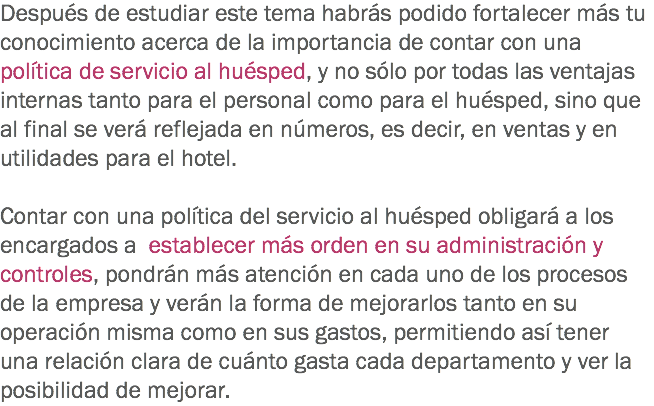 Después de estudiar este tema habrás podido fortalecer más tu
conocimiento acerca de la importancia de contar con una
política de servicio al huésped, y no sólo por todas las ventajas
internas tanto para el personal como para el huésped, sino que
al final se verá reflejada en números, es decir, en ventas y en
utilidades para el hotel.

Contar con una política del servicio al huésped obligará a los
encargados a  establecer más orden en su administración y
controles, pondrán más atención en cada uno de los procesos
de la empresa y verán la forma de mejorarlos tanto en su
operación misma como en sus gastos, permitiendo así tener
una relación clara de cuánto gasta cada departamento y ver la
posibilidad de mejorar.